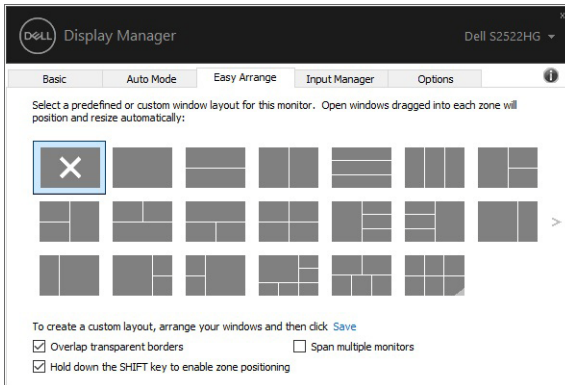 DELL Display Manager
Dell S2522HG
Basic
Auto Mode
Easy Arrange
Input Manager
Options
Select a predefined or custom window layout for this monitor. Open windows dragged into each zone will
position and resize automatically:
To create a custom layout, arrange your windows and then click Save
Overlap transparent borders
Span multiple monitors
Hold down the SHIFT key to enable zone positioning